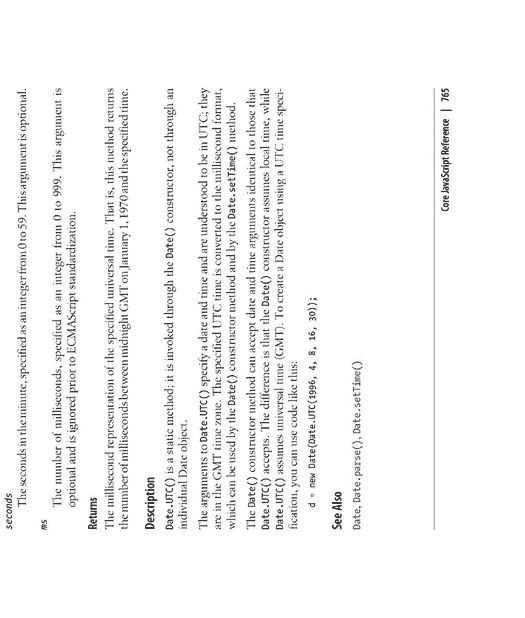 seconds
The seconds in the minute, specified as an integer from 0 to 59. This argument is optional.
ms
The number of milliseconds, specified as an integer from 0 to 999. This argument is
optional and is ignored prior to ECMAScript standardization.
Returns
The millisecond representation of the specified universal time. That is, this method returns
the number of milliseconds between midnight GMT on January 1, 1970 and the specified time.
Description
Date.UTC() is a static method; it is invoked through the Date() constructor, not through an
individual Date object.
The arguments to Date.UTC() specify a date and time and are understood to be in UTC; they
are in the GMT time zone. The specified UTC time is converted to the millisecond format,
which can be used by the Date() constructor method and by the Date.setTime() method.
The Date() constructor method can accept date and time arguments identical to those that
Date.UTC() accepts. The difference is that the Date() constructor assumes local time, while
Date.UTC() assumes universal time (GMT). To create a Date object using a UTC time speci-
fication, you can use code like this:
d = new Date(Date.UTC(1996, 4, 8, 16, 30));
See Also
Date, Date.parse(), Date.setTime()
Core JavaScript Reference | 765